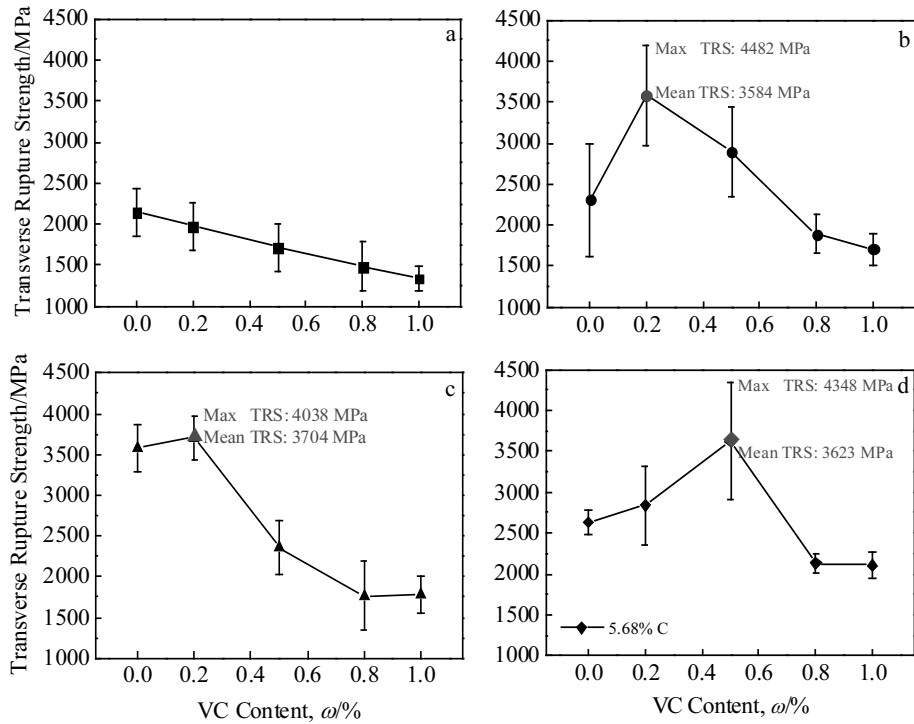 a
4500
4000
3500
3000
2500
2000
1500
1000
0.0 0.2 0.4 0.6 0.8 1.0
Transverse Rupture Strength/MPa
b
Max TRS: 4482 MPa
Mean TRS: 3584 MPa
4500
4000
3500
3000
2500
2000
1500
1000
0.0 0.2 0.4 0.6 0.8 1.0
c
Max TRS: 4038 MPa
Mean TRS: 3704 MPa
4500
4000
3500
3000
2500
2000
1500
1000
0.0 0.2 0.4 0.6 0.8 1.0
Transverse Rupture Strength/MPa
VC Content, ω/%
d
Max TRS: 4348 MPa
Mean TRS: 3623 MPa
4500
4000
3500
3000
2500
2000
1500
1000
5.68% C
0.0 0.2 0.4 0.6 0.8 1.0
VC Content, ω/%